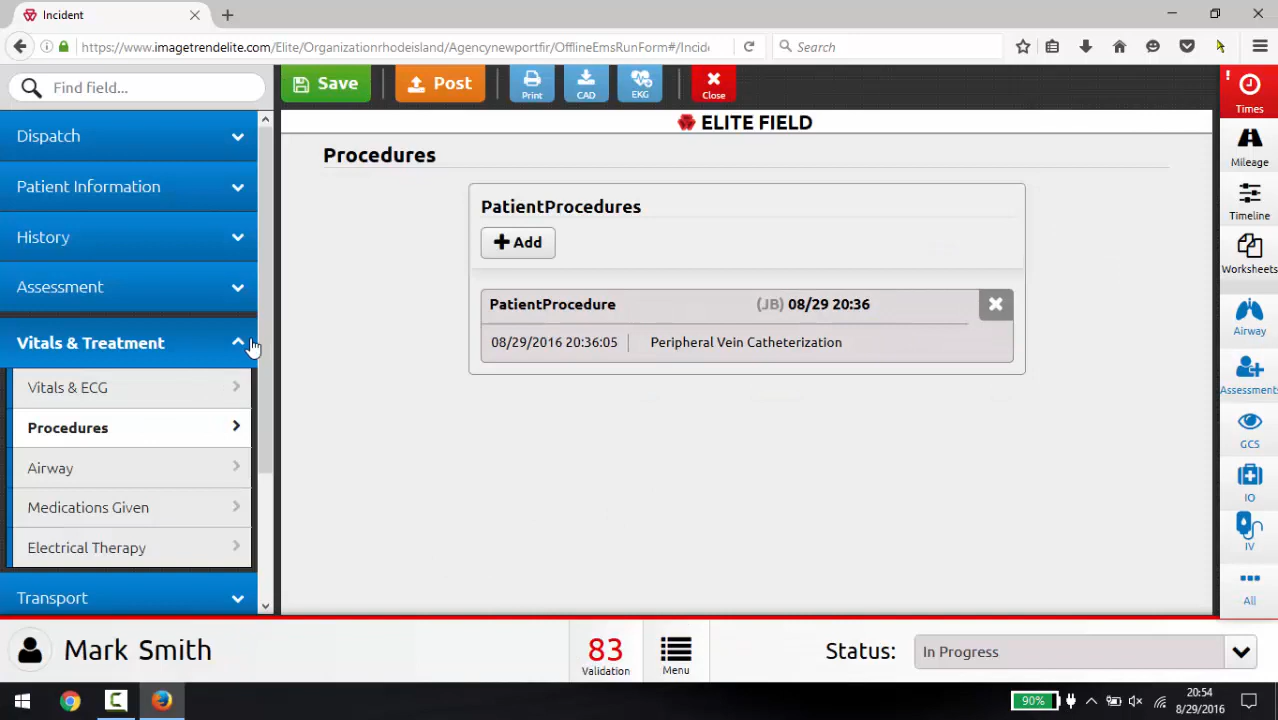 Incident
https://www.imagetrendelite.com/Elite/Organizationrhodeisland/Agencynewportfir/OfflineEmsRunForm#/Incide
Search
Find field...
Save
Post
Print
CAD
EKG
Close
Times
ELITE FIELD
Dispatch
Patient Information
History
Assessment
Vitals & Treatment
Vitals & ECG
Procedures
Airway
Medications Given
Electrical Therapy
Transport
Procedures
PatientProcedures
Add
PatientProcedure (JB) 08/29 20:36
08/29/2016 20:36:05 Peripheral Vein Catheterization
Mileage
Timeline
Worksheets
Airway
Assessments
GCS
IO
IV
All
Mark Smith
83
Validation
Menu
Status: In Progress
90%
20:54
8/29/2016